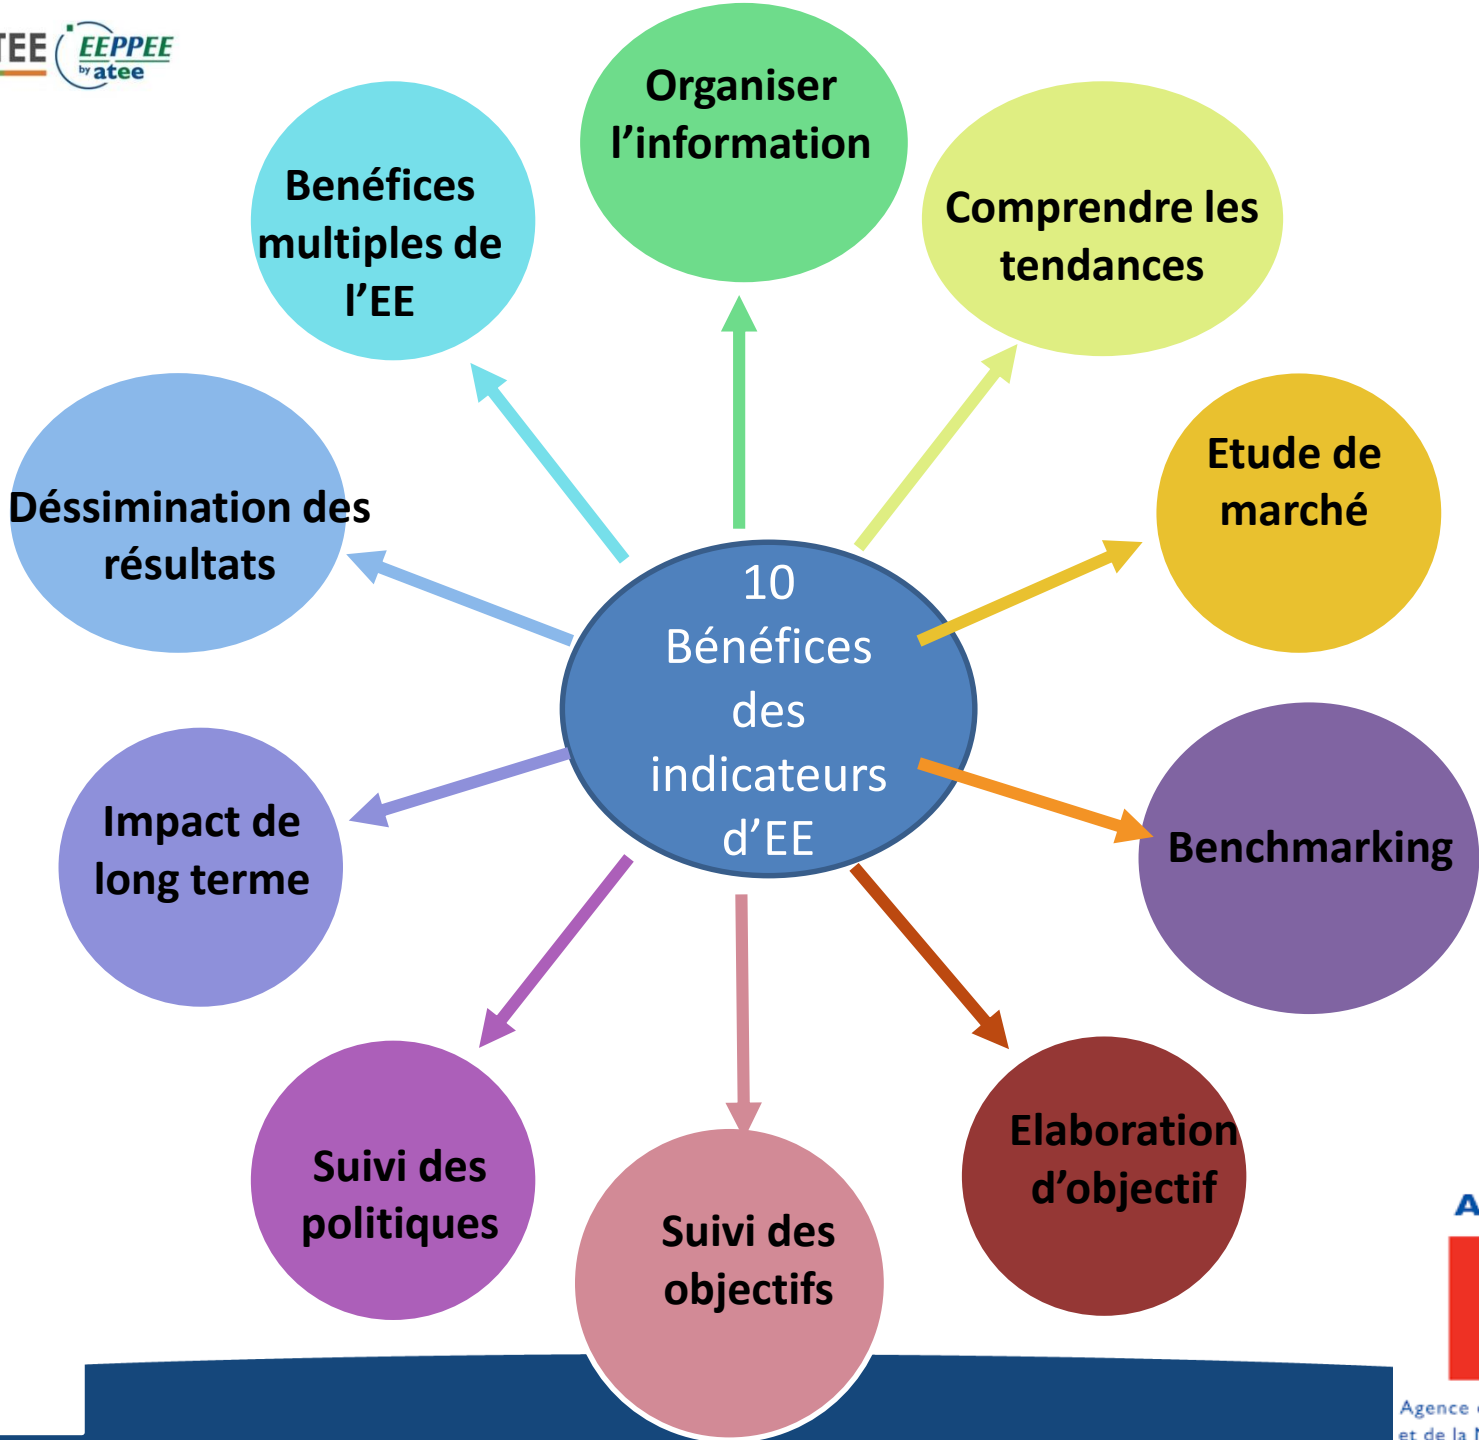 TEE
EEPPEE
by atee
Organiser
l'information
Comprendre les
tendances
Etude de
marché
Benchmarking
Elaboration
d'objectif
Suivi des
objectifs
Suivi des
politiques
Impact de
long terme
Déssimination des
résultats
Benéfices
multiples de
l'EE
10
Bénéfices
des
indicateurs
d'EE
A
Agence
et de la